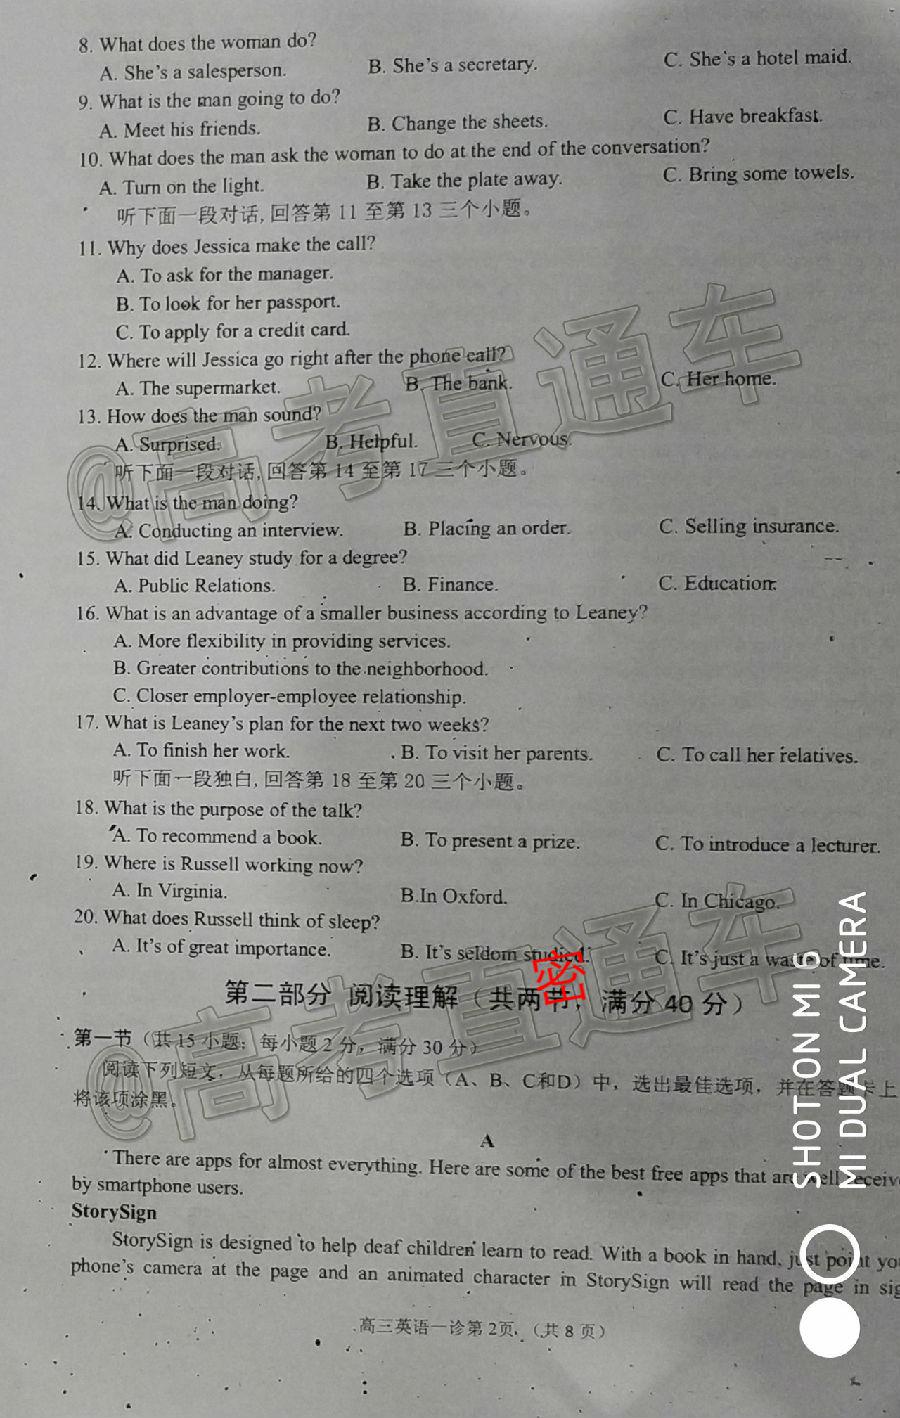 8. What does the woman do?
A. She's a salesperson. B. She's a secretary. C. She's a hotel maid.
9. What is the man going to do?
A. Meet his friends. B. Change the sheets. C. Have breakfast.
10. What does the man ask the woman to do at the end of the conversation?
A. Turn on the light. B. Take the plate away. C. Bring some towels.
听下面一段对话,回答第 11 至第 13 三个小题。
11. Why does Jessica make the call?
A. To ask for the manager.
B. To look for her passport.
C. To apply for a credit card.
12. Where will Jessica go right after the phone call?
A. The supermarket. B. The bank. C. Her home.
13. How does the man sound?
A. Surprised. B. Helpful. C. Nervous.
听下面一段对话,回答第 14 至第 17 三个小题。
@高考直通车
14. What is the man doing?
A. Conducting an interview. B. Placing an order. C. Selling insurance.
15. What did Leaney study for a degree?
A. Public Relations. B. Finance. C. Education.
16. What is an advantage of a smaller business according to Leaney?
A. More flexibility in providing services.
B. Greater contributions to the neighborhood.
C. Closer employer-employee relationship.
17. What is Leaney's plan for the next two weeks?
A. To finish her work. B. To visit her parents. C. To call her relatives.
听下面一段独白,回答第 18 至第 20 三个小题。
18. What is the purpose of the talk?
A. To recommend a book. B. To present a prize. C. To introduce a lecturer.
19. Where is Russell working now?
A. In Virginia. B.In Oxford. C. In Chicago.
20. What does Russell think of sleep?
A. It's of great importance. B. It's seldom studied. C. It's just a waste of time.
密
第二部分 阅读理解（共两节，满分 40 分）
第一节（共 15 小题；每小题 2 分，满分 30 分）
阅读下列短文，从每题所给的四个选项（A、B、C和D）中，选出最佳选项，并在答题卡上
将该项涂黑。
@高考直通车
A
There are apps for almost everything. Here are some of the best free apps that are well receiv
by smartphone users.
StorySign
StorySign is designed to help deaf children learn to read. With a book in hand, just point yo
phone's camera at the page and an animated character in StorySign will read the page in sig
高三英语一诊第 2页（共 8 页）
SHOT ON MI 6
MI DUAL CAMERA